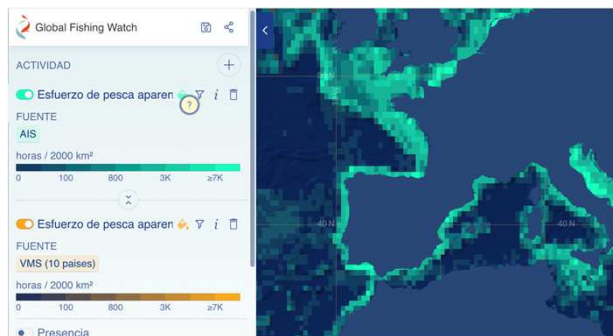 Global Fishing Watch
ACTIVIDAD
Esfuerzo de pesca aparen
?
FUENTE
AIS
horas / 2000 km²
0 100 800 3K ≥7K
Esfuerzo de pesca aparen
FUENTE
VMS (10 países)
horas / 2000 km²
0 100 800 3K ≥7K
Presencia
40 N
40 N